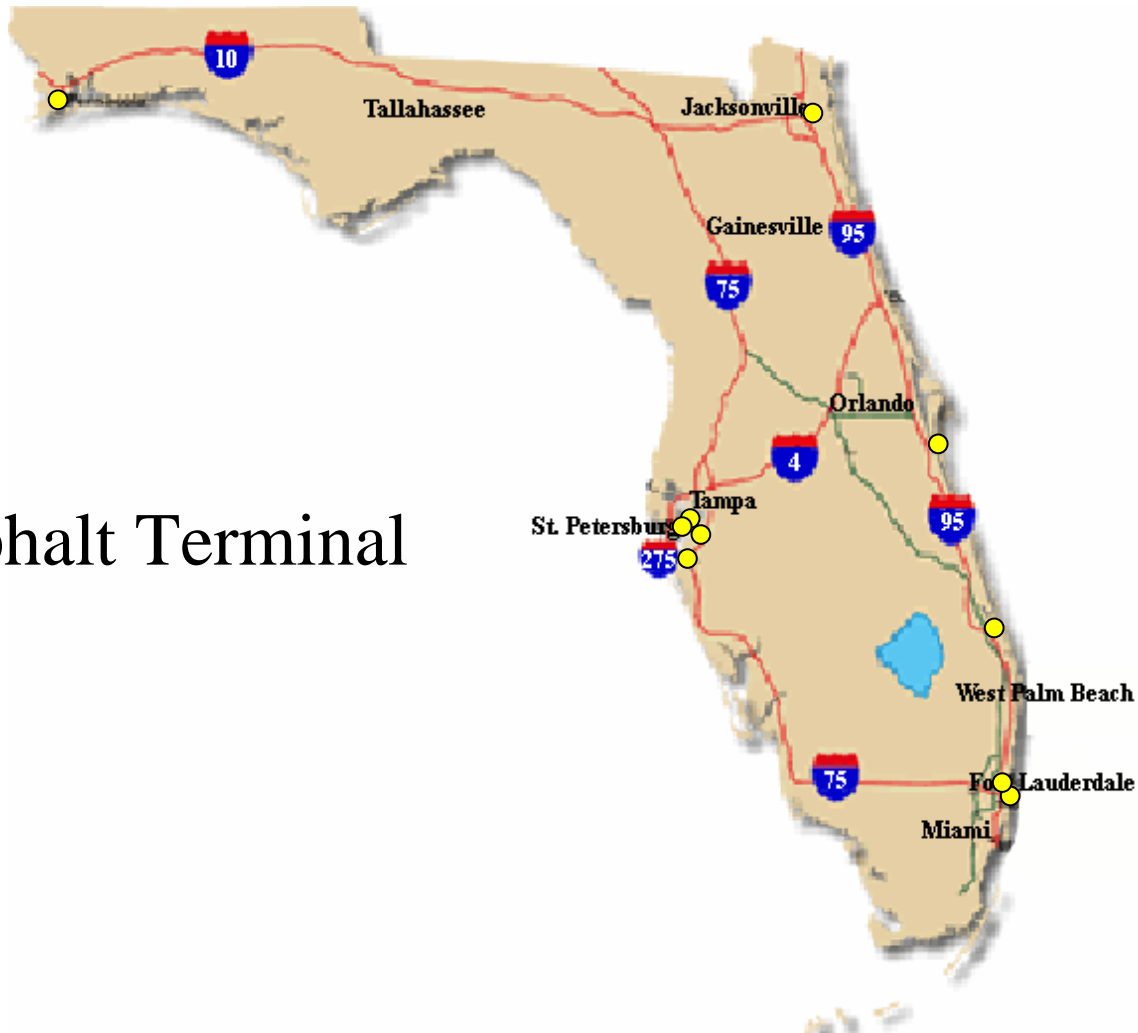 10
Tallahassee
Jacksonville
Gainesville
95
75
Orlando
4
Tampa
St. Petersburg
95
halt Terminal
275
West Palm Beach
75
Lauderdale
Miami